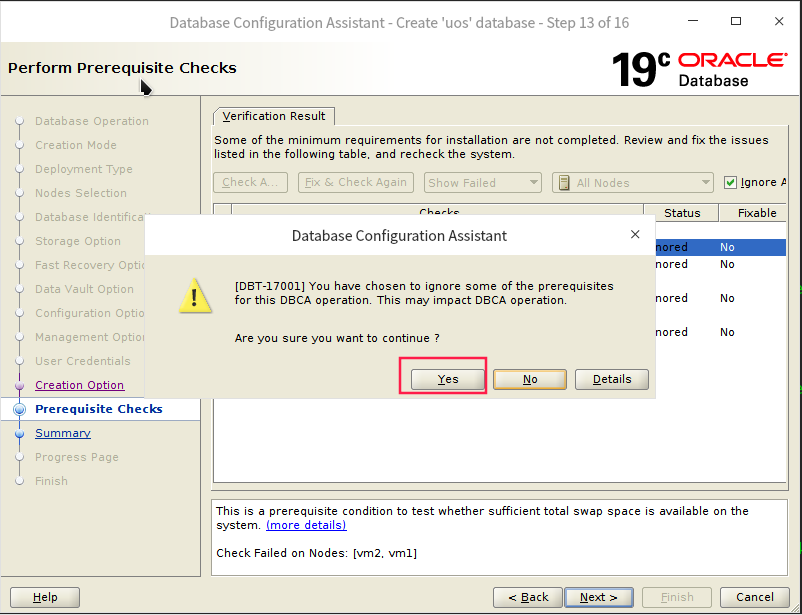 Database Configuration Assistant - Create 'uos' database - Step 13 of 16
Perform Prerequisite Checks
19c ORACLE
Database
Database Operation
Creation Mode
Deployment Type
Nodes Selection
Database Identifica
Storage Option
Fast Recovery Optio
Data Vault Option
Configuration Optio
Management Option
User Credentials
Creation Option
Prerequisite Checks
Summary
Progress Page
Finish
Verification Result
Some of the minimum requirements for installation are not completed. Review and fix the issues
listed in the following table, and recheck the system.
Check A... Fix & Check Again Show Failed All Nodes Ignore A
Checks Status Fixable
nored No
nored No
nored No
nored No
Database Configuration Assistant
[DBT-17001] You have chosen to ignore some of the prerequisites
for this DBCA operation. This may impact DBCA operation.
Are you sure you want to continue ?
Yes No Details
This is a prerequisite condition to test whether sufficient total swap space is available on the
system. (more details)
Check Failed on Nodes: [vm2, vm1]
Help < Back Next > Finish Cancel